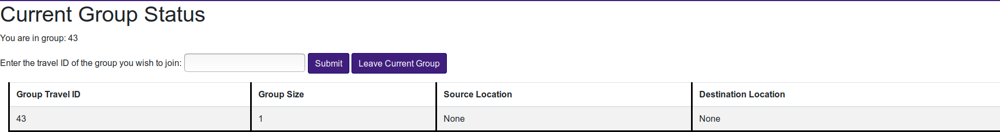 Current Group Status
You are in group: 43
Enter the travel ID of the group you wish to join: Submit Leave Current Group
Group Travel ID Group Size Source Location Destination Location
43 1 None None